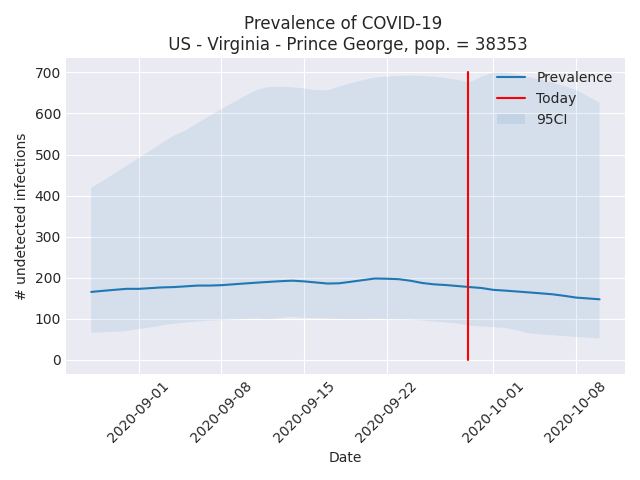 Prevalence of COVID-19
US - Virginia - Prince George, pop. = 38353
700
600
500
400
300
200
100
0
# undetected infections
Prevalence
Today
95CI
2020-09-01
2020-09-08
2020-09-15
2020-09-22
2020-10-01
2020-10-08
Date